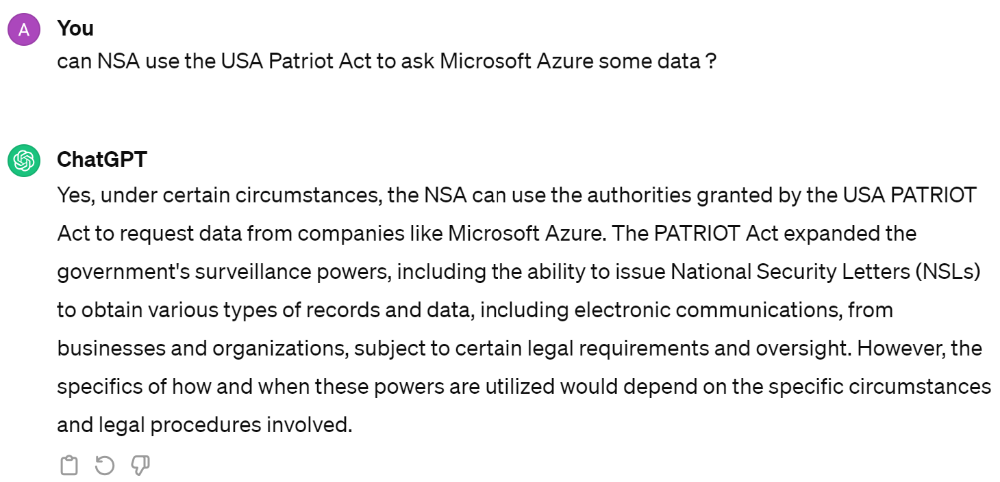 A
You
can NSA use the USA Patriot Act to ask Microsoft Azure some data ?
ChatGPT
Yes, under certain circumstances, the NSA can use the authorities granted by the USA PATRIOT
Act to request data from companies like Microsoft Azure. The PATRIOT Act expanded the
government's surveillance powers, including the ability to issue National Security Letters (NSLs)
to obtain various types of records and data, including electronic communications, from
businesses and organizations, subject to certain legal requirements and oversight. However, the
specifics of how and when these powers are utilized would depend on the specific circumstances
and legal procedures involved.